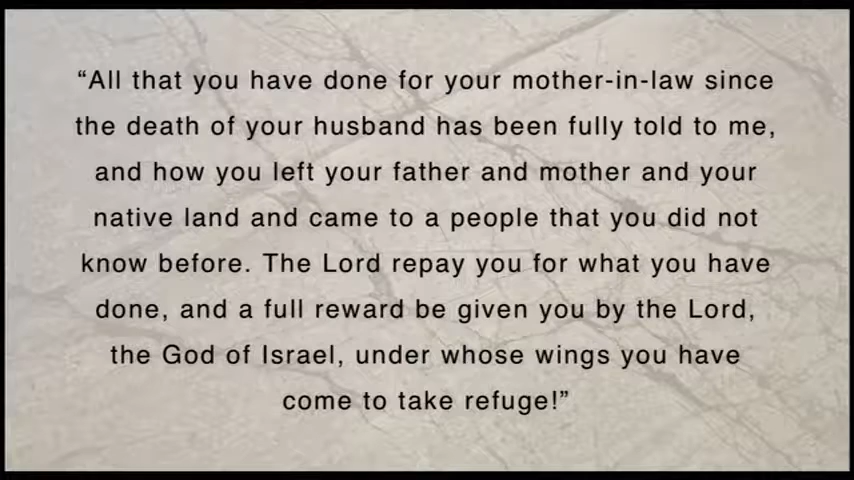 “All that you have done for your mother-in-law since
the death of your husband has been fully told to me,
and how you left your father and mother and your
native land and came to a people that you did not
know before. The Lord repay you for what you have
done, and a full reward be given you by the Lord,
the God of Israel, under whose wings you have
come to take refuge!”